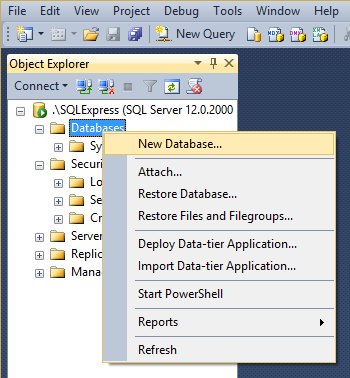 File Edit View Project Debug Tools Window
New Query
Object Explorer
Connect
.\SQLExpress (SQL Server 12.0.2000
Databases
New Database...
Sy
Attach...
Securi
Restore Database...
Lo
Restore Files and Filegroups...
Se
Cr
Deploy Data-tier Application...
Server
Import Data-tier Application...
Replic
Start PowerShell
Mana
Reports
Refresh